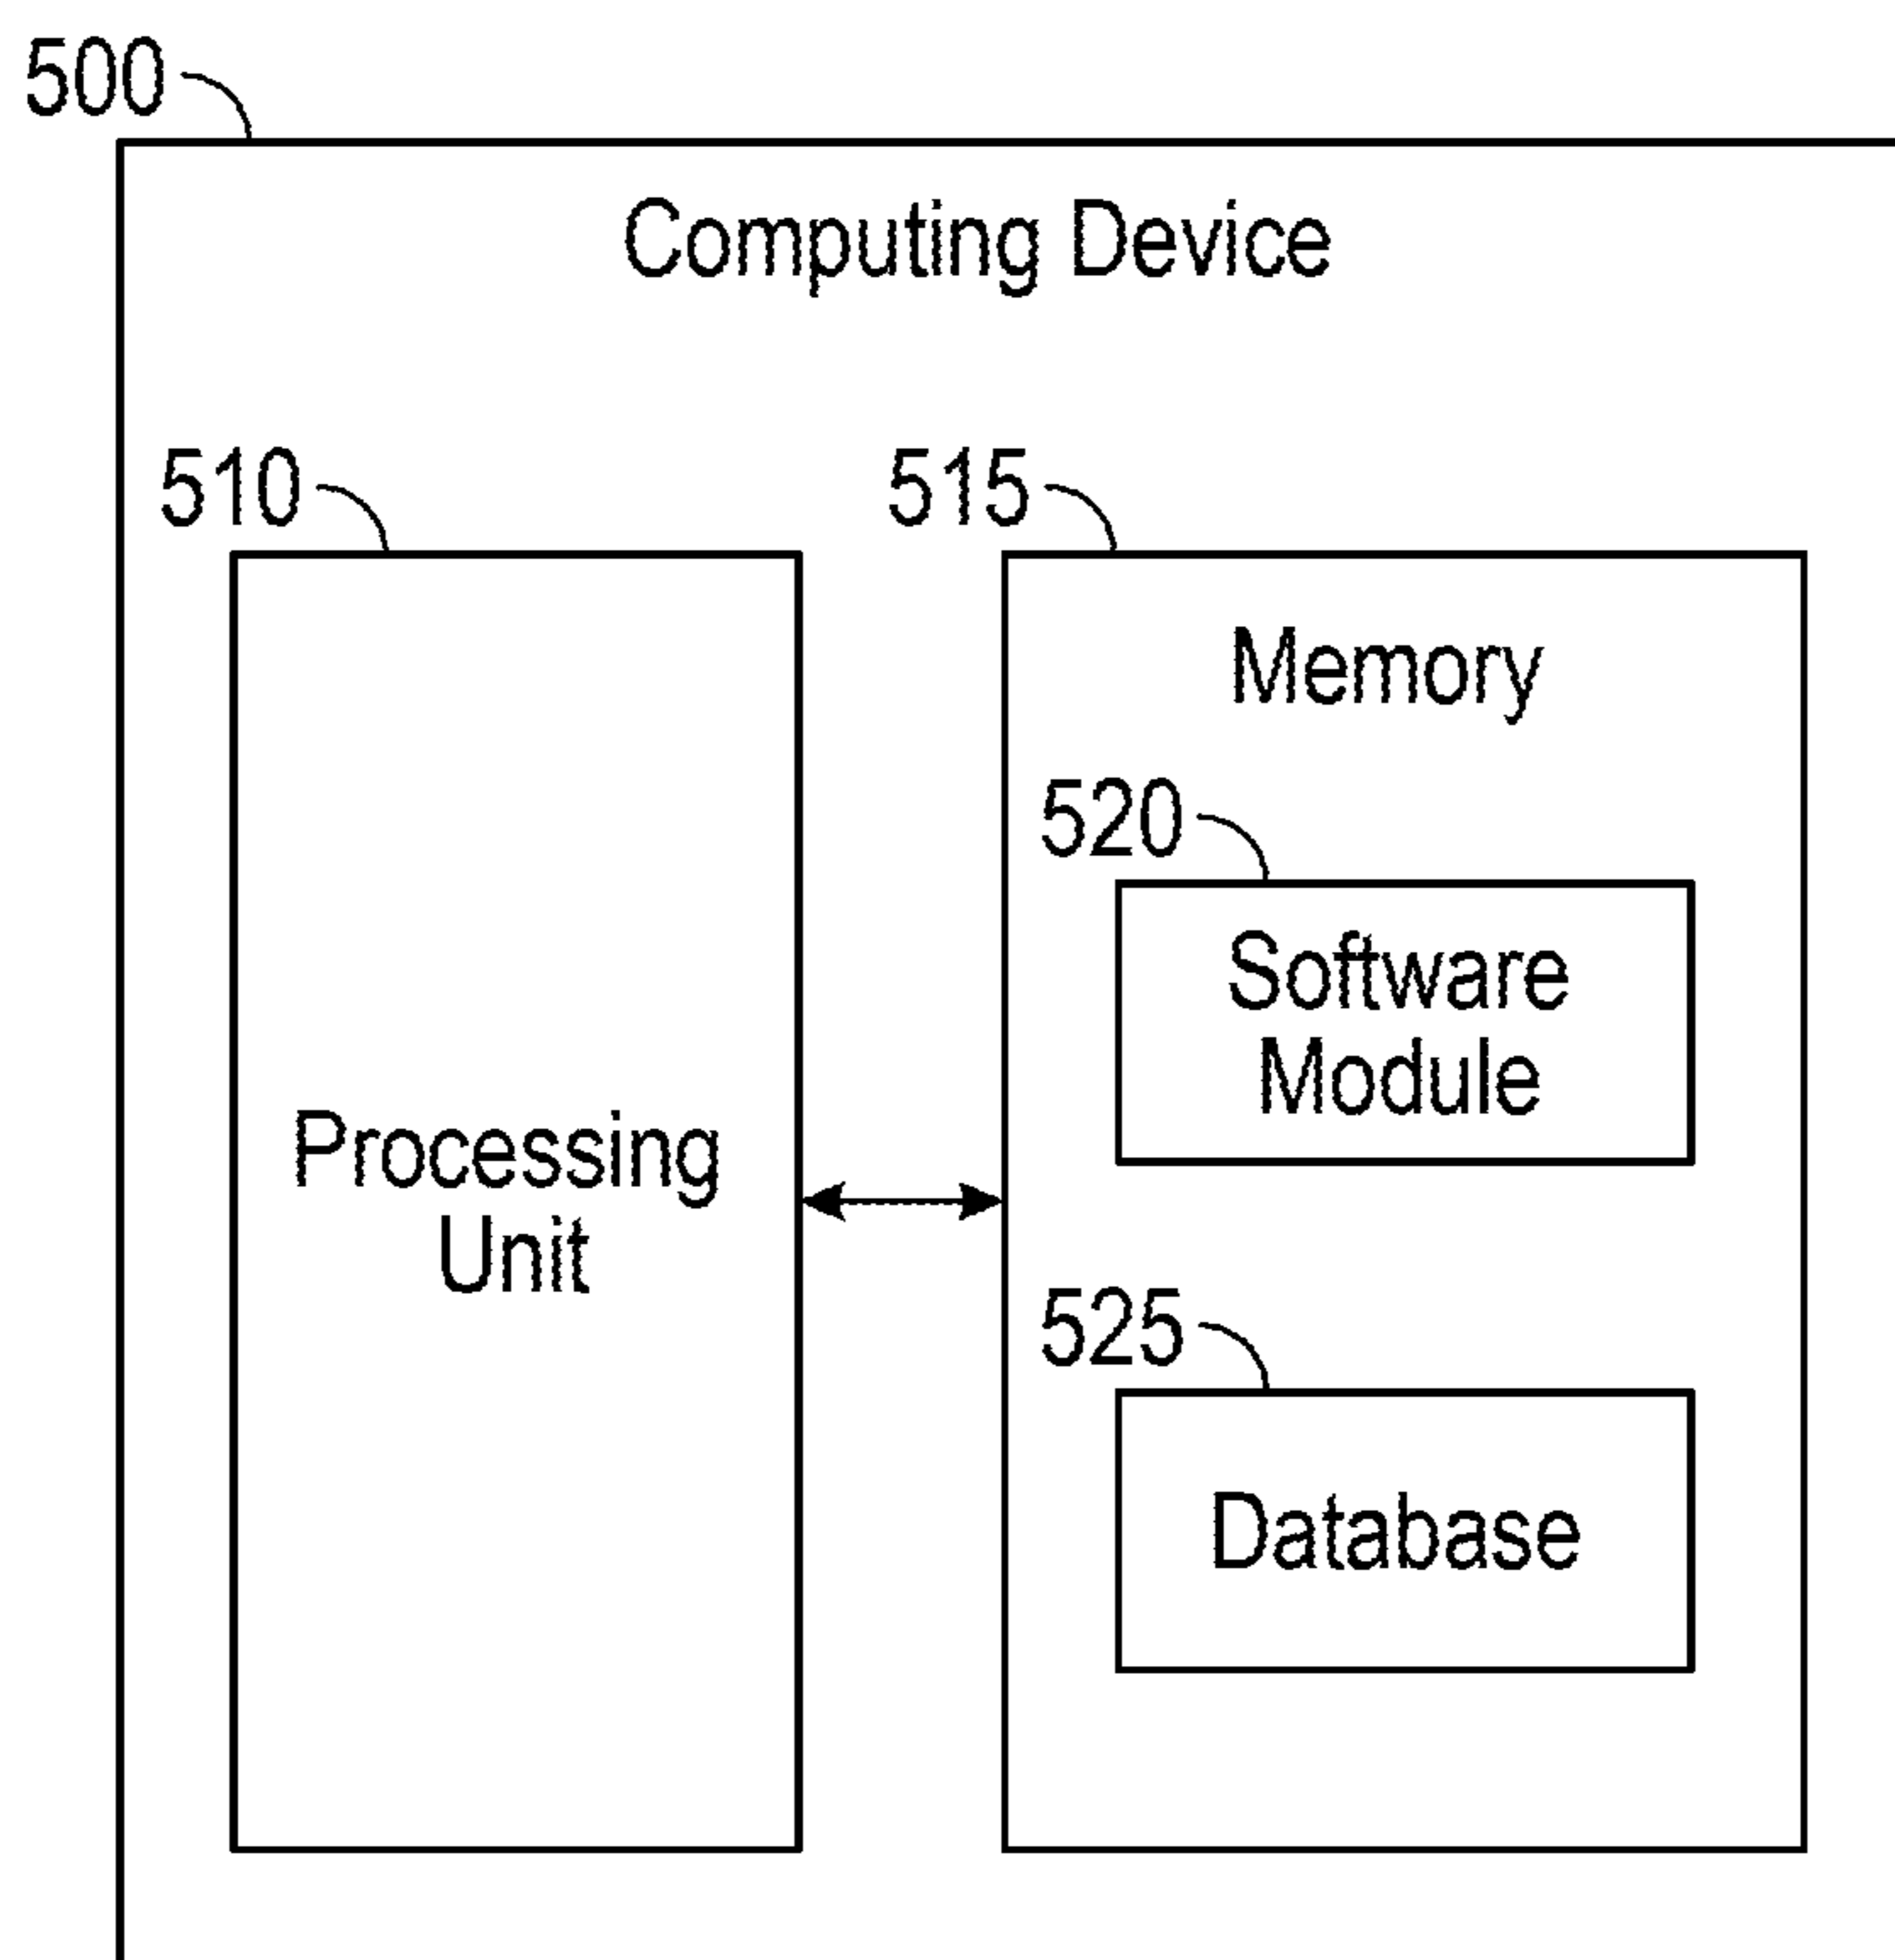 500
Computing Device
510
515
Memory
520
Software
Module
Processing
Unit
525
Database